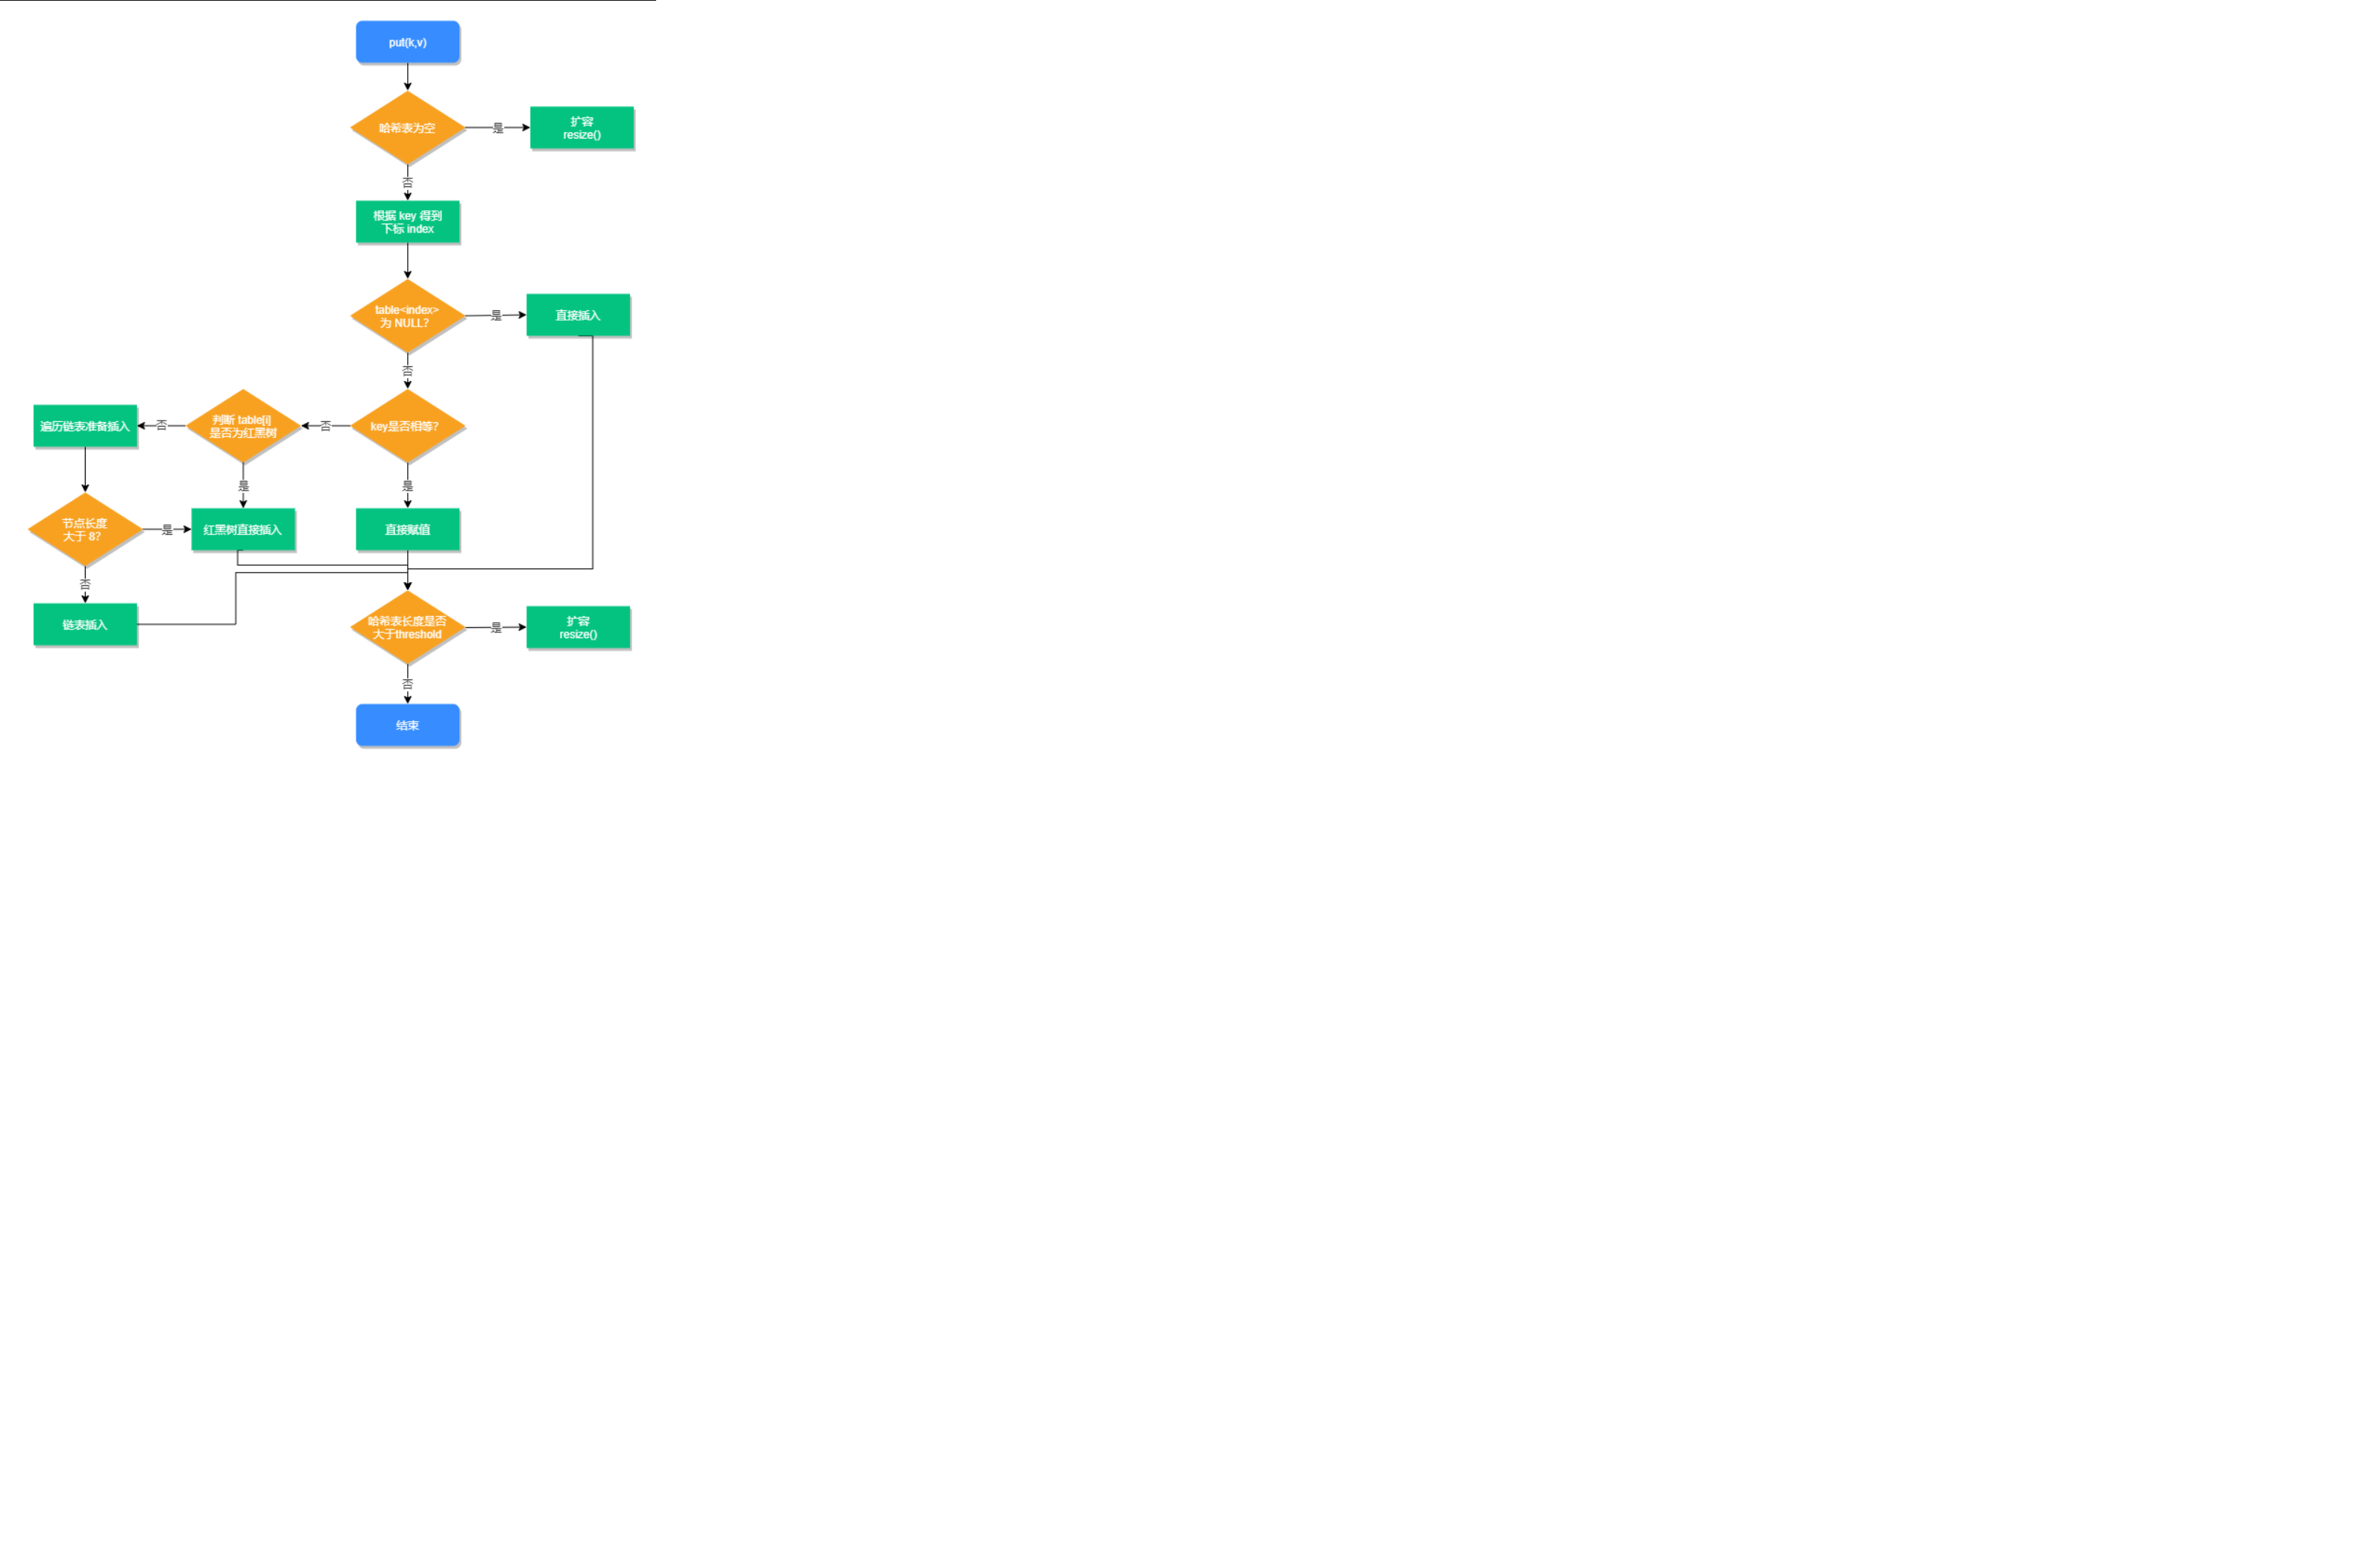 put(k,v)
哈希表为空
是
扩容
resize()
否
根据 key 得到
下标 index
table<index>
为 NULL?
是
直接插入
否
遍历链表准备插入
否
判断 table[i]
是否为红黑树
否
key是否相等?
是
是
节点长度
大于 8?
是
红黑树直接插入
直接赋值
否
链表插入
哈希表长度是否
大于threshold
是
扩容
resize()
否
结束